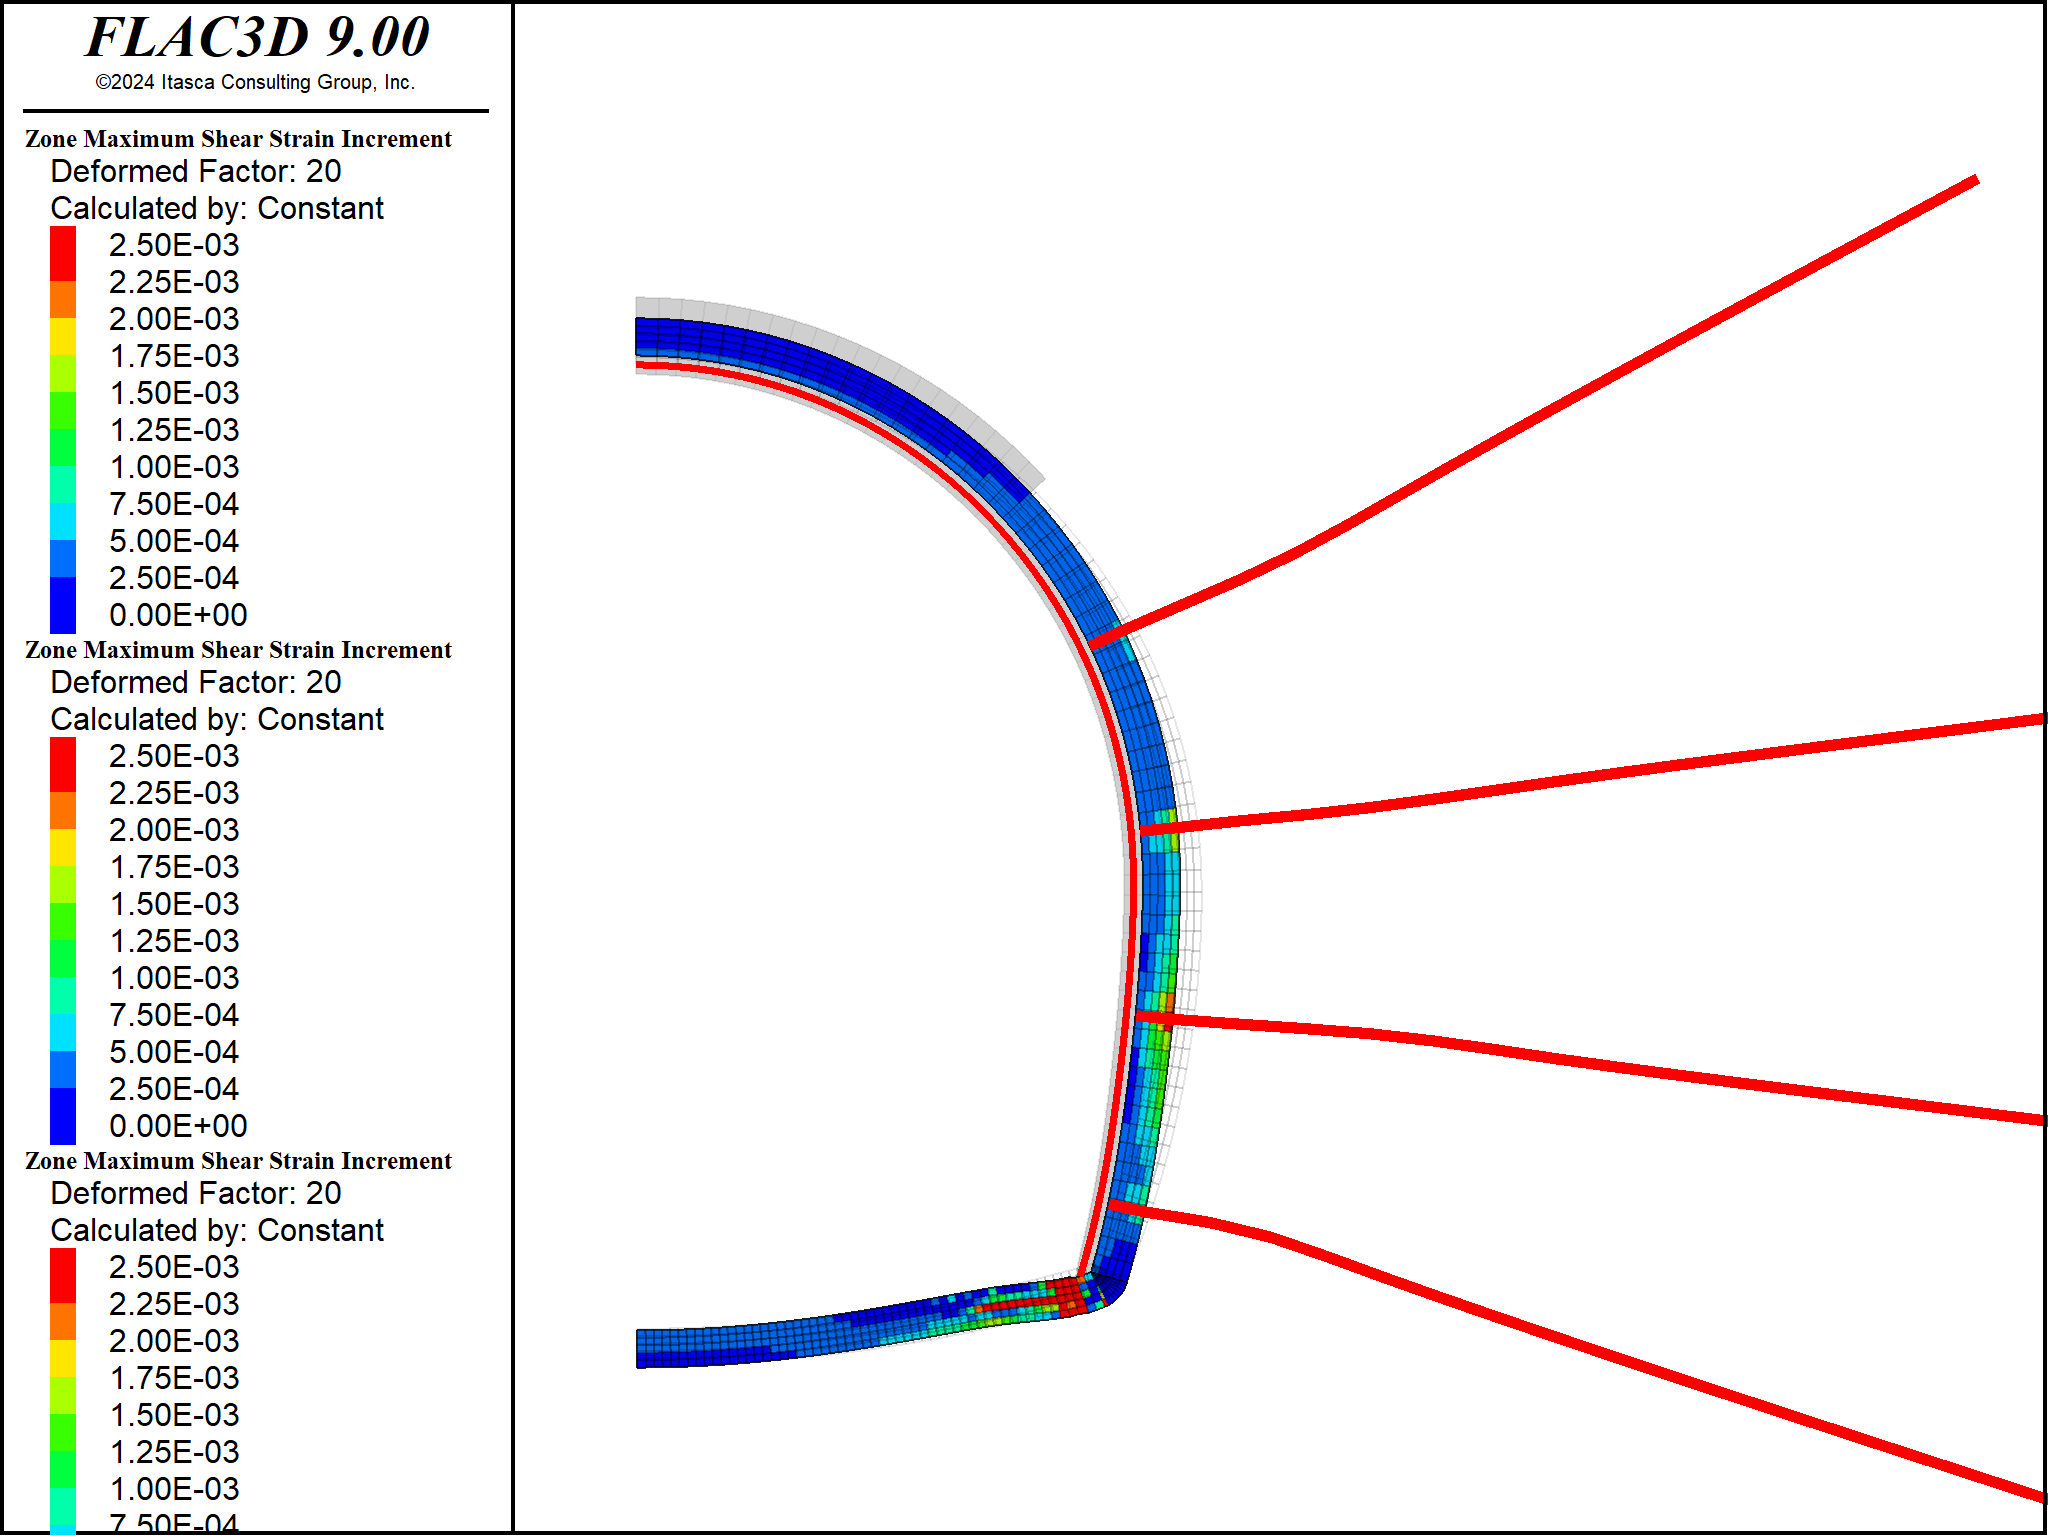 FLAC3D 9.00
©2024 Itasca Consulting Group, Inc.
Zone Maximum Shear Strain Increment
Deformed Factor: 20
Calculated by: Constant
2.50E-03
2.25E-03
2.00E-03
1.75E-03
1.50E-03
1.25E-03
1.00E-03
7.50E-04
5.00E-04
2.50E-04
0.00E+00
Zone Maximum Shear Strain Increment
Deformed Factor: 20
Calculated by: Constant
2.50E-03
2.25E-03
2.00E-03
1.75E-03
1.50E-03
1.25E-03
1.00E-03
7.50E-04
5.00E-04
2.50E-04
0.00E+00
Zone Maximum Shear Strain Increment
Deformed Factor: 20
Calculated by: Constant
2.50E-03
2.25E-03
2.00E-03
1.75E-03
1.50E-03
1.25E-03
1.00E-03
7.50E-04